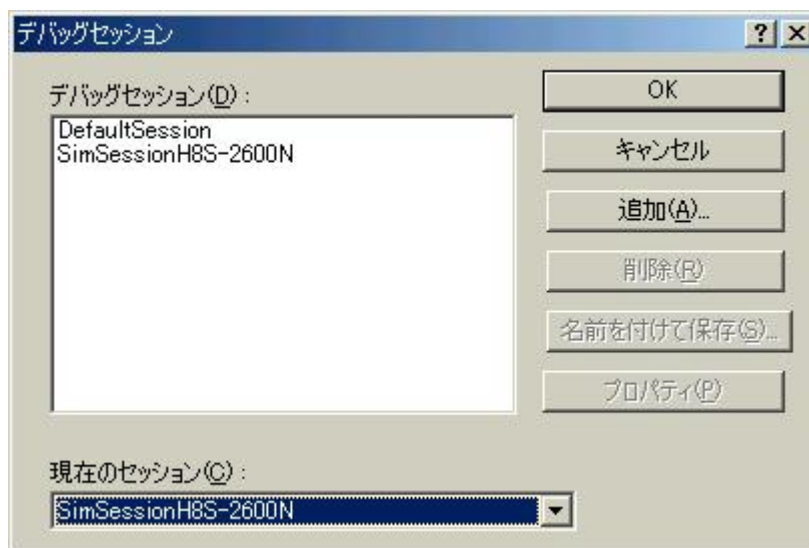 デバッグセッション
デバッグセッション(D) :
DefaultSession
SimSessionH8S-2600N
OK
キャンセル
追加(A)...
削除(R)
名前を付けて保存(S)...
プロパティ(P)
現在のセッション(C) :
SimSessionH8S-2600N